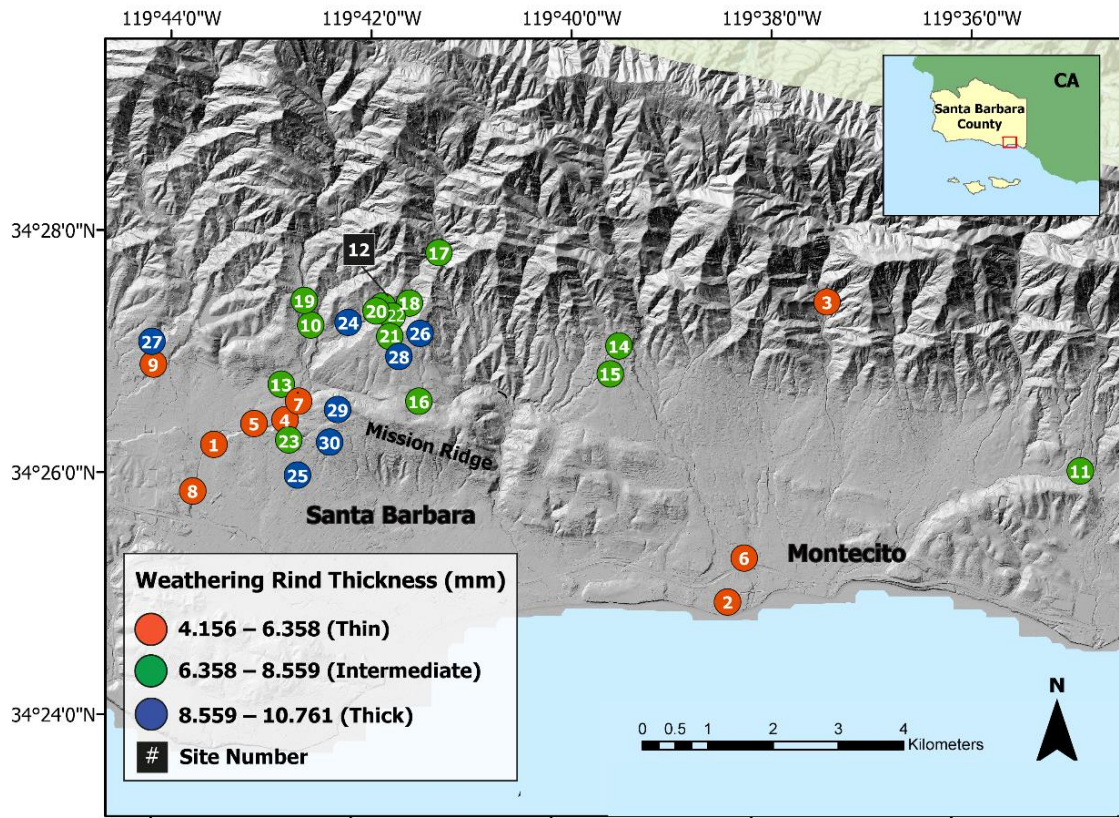 119°44'0"W 119°42'0"W 119°40'0"W 119°38'0"W 119°36'0"W
CA
Santa Barbara
County
34°28'0"N
12
17
19
20
18
22
10
24
21
26
28
3
27
9
14
15
13
7
16
29
5
4
1
23
30
Mission Ridge
34°26'0"N
25
11
8
Santa Barbara
Montecito
6
2
Weathering Rind Thickness (mm)
4.156 – 6.358 (Thin)
6.358 – 8.559 (Intermediate)
8.559 – 10.761 (Thick)
# Site Number
34°24'0"N
N
0 0.5 1 2 3 4
Kilometers